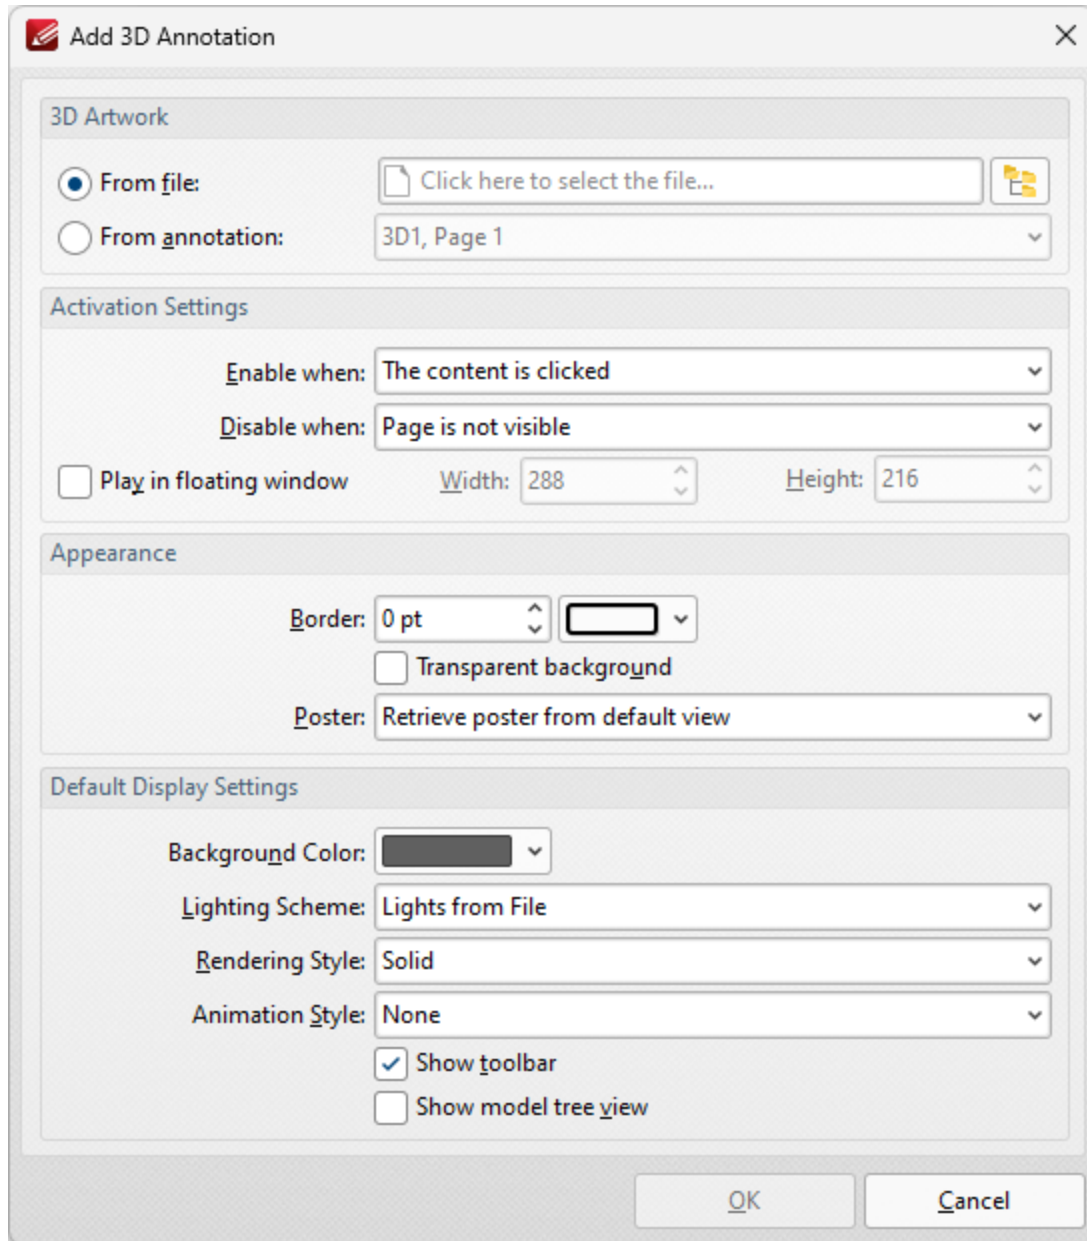 Add 3D Annotation
3D Artwork
From file: Click here to select the file...
From annotation: 3D1, Page 1
Activation Settings
Enable when: The content is clicked
Disable when: Page is not visible
Play in floating window Width: 288 Height: 216
Appearance
Border: 0 pt
Transparent background
Poster: Retrieve poster from default view
Default Display Settings
Background Color:
Lighting Scheme: Lights from File
Rendering Style: Solid
Animation Style: None
Show toolbar
Show model tree view
OK Cancel